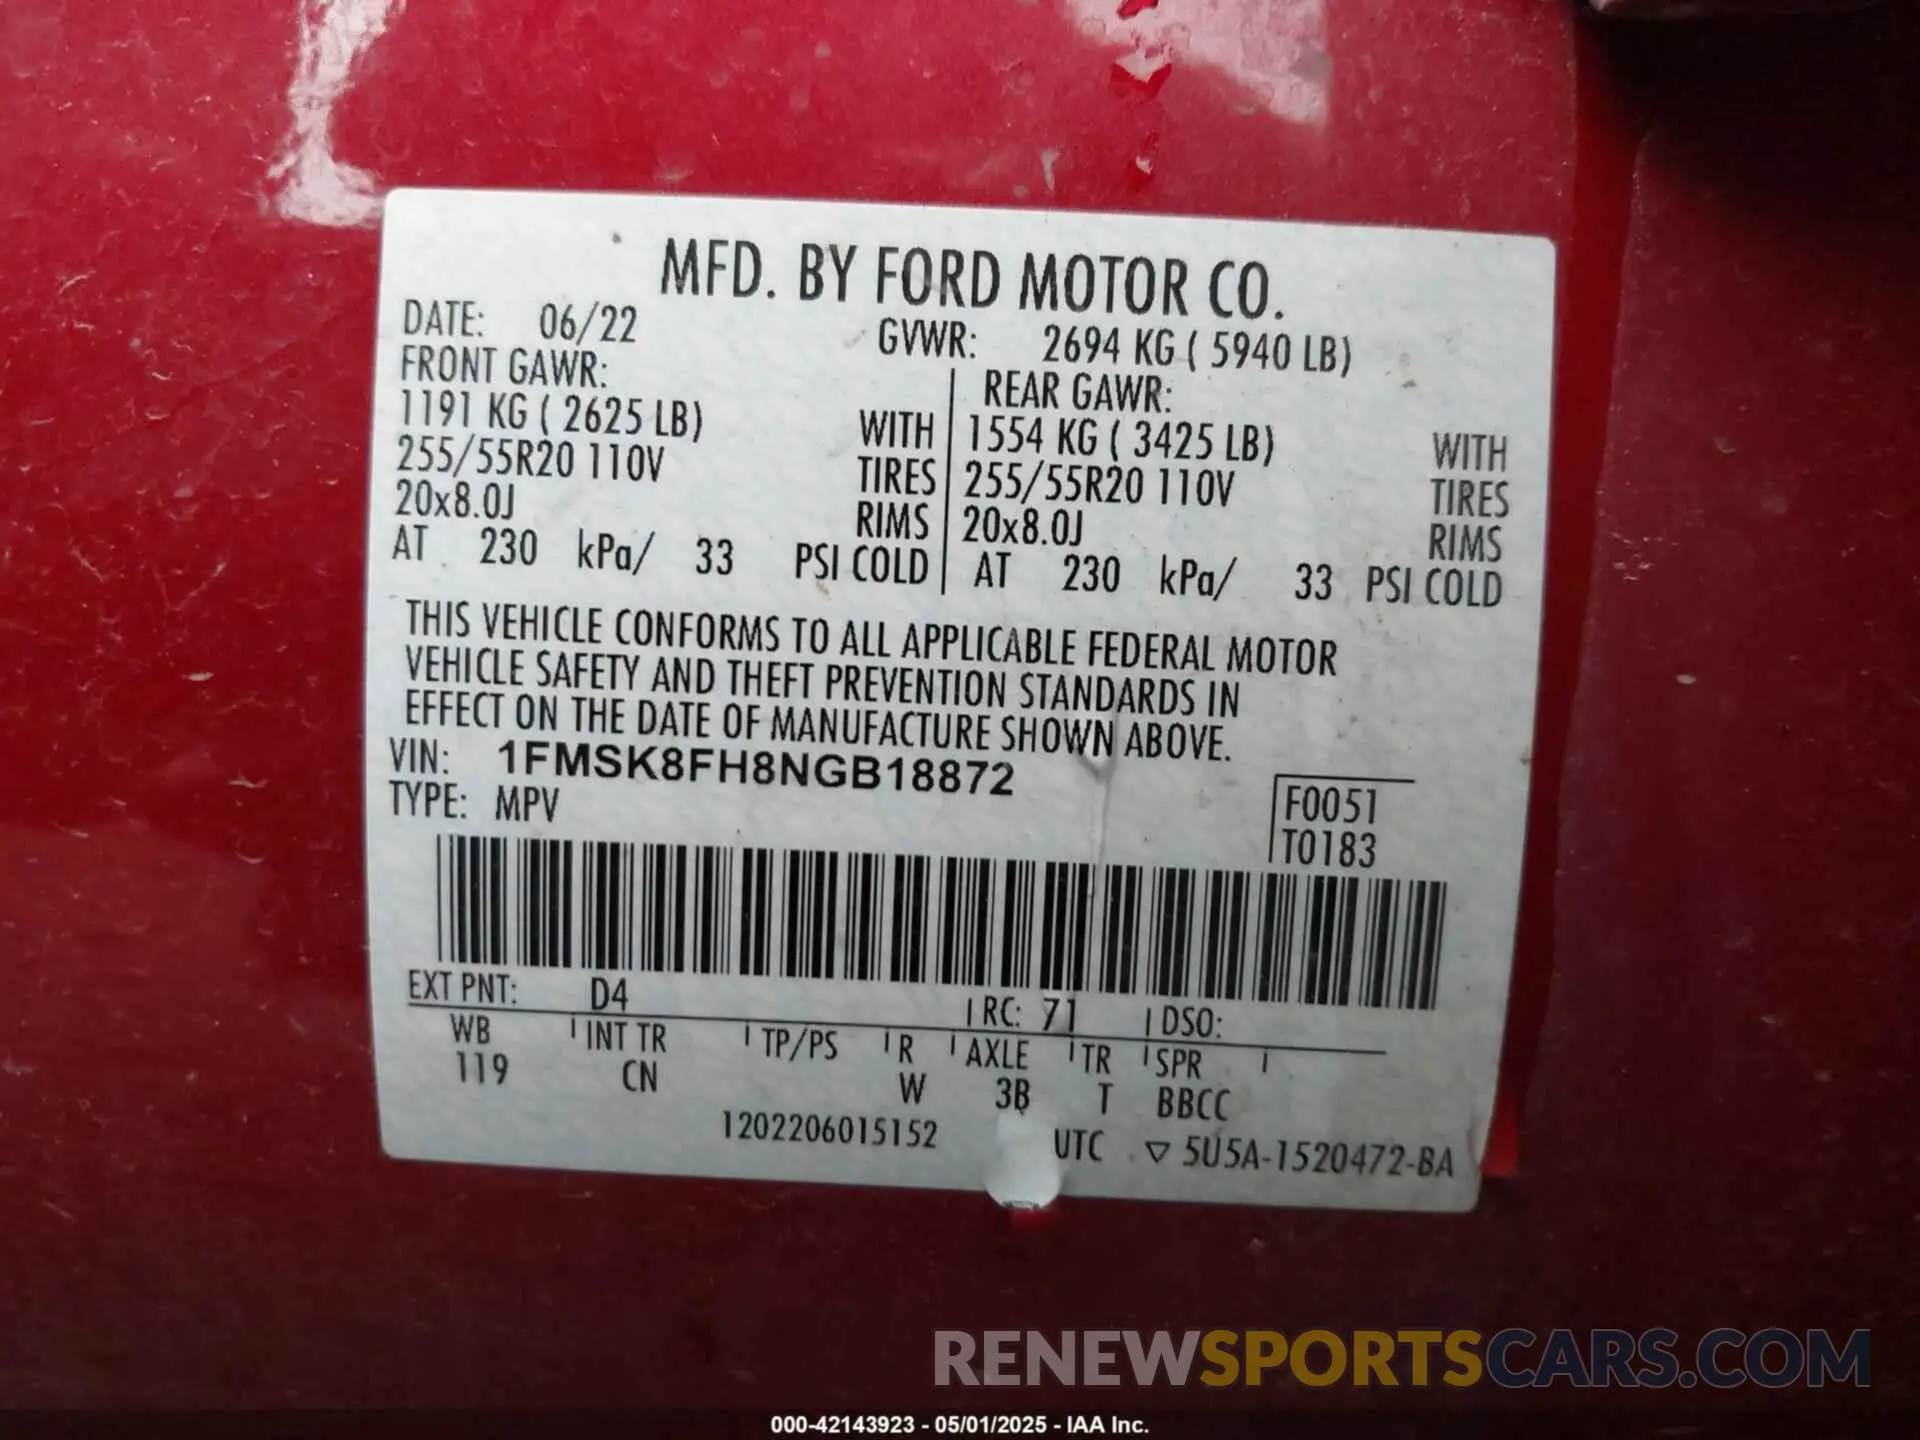 MFD. BY FORD MOTOR CO.
DATE: 06/22 GVWR: 2694 KG ( 5940 LB)
FRONT GAWR: REAR GAWR:
1191 KG ( 2625 LB) WITH 1554 KG ( 3425 LB) WITH
255/55R20 110V TIRES 255/55R20 110V TIRES
20x8.0J RIMS 20x8.0J RIMS
AT 230 kPa/ 33 PSI COLD AT 230 kPa/ 33 PSI COLD
THIS VEHICLE CONFORMS TO ALL APPLICABLE FEDERAL MOTOR
VEHICLE SAFETY AND THEFT PREVENTION STANDARDS IN
EFFECT ON THE DATE OF MANUFACTURE SHOWN ABOVE.
VIN: 1FMSK8FH8NGB18872
TYPE: MPV F0051
T0183
EXT PNT: D4 RC: 71 DSO:
WB INT TR TP/PS R AXLE TR SPR
119 CN W 3B T BBCC
1202206015152 UTC ▽ 5U5A-1520472-BA
RENEWSPORTSCARS.COM
000-42143923 - 05/01/2025 - IAA Inc.